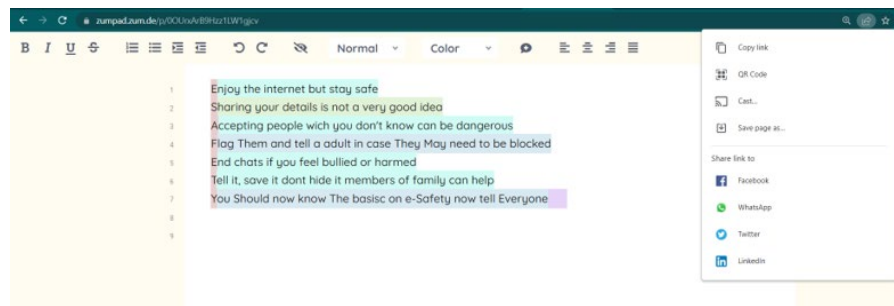 zumpad.zum.de/p/
B I U S Normal Color
Copy link
QR Code
Cast...
Save page as...
Share link to
Facebook
WhatsApp
Twitter
LinkedIn
1 Enjoy the internet but stay safe
2 Sharing your details is not a very good idea
3 Accepting people wich you don't know can be dangerous
4 Flag Them and tell a adult in case They May need to be blocked
5 End chats if you feel bullied or harmed
6 Tell it, save it dont hide it members of family can help
7 You Should now know The basisc on e-Safety now tell Everyone
8
9